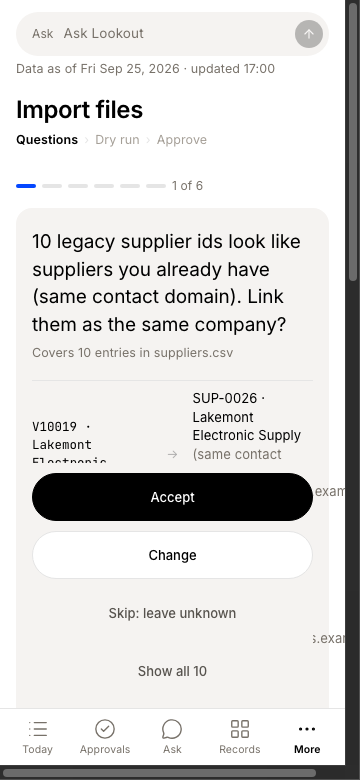 Ask Ask Lookout
Data as of Fri Sep 25, 2026 · updated 17:00
Import files
Questions › Dry run › Approve
1 of 6
10 legacy supplier ids look like
suppliers you already have
(same contact domain). Link
them as the same company?
Covers 10 entries in suppliers.csv
SUP-0026 ·
Lakemont
Electronic Supply
(same contact
V10019 ·
Lakemont
Electronic
→
exam
Accept
Change
Skip: leave unknown
s.exam
Show all 10
Today Approvals Ask Records More